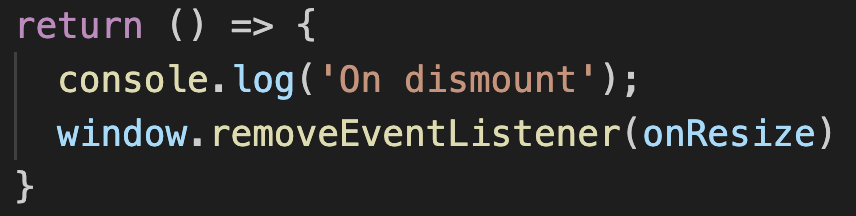 return () => {
  console.log('On dismount');
  window.removeEventListener(onResize)
}